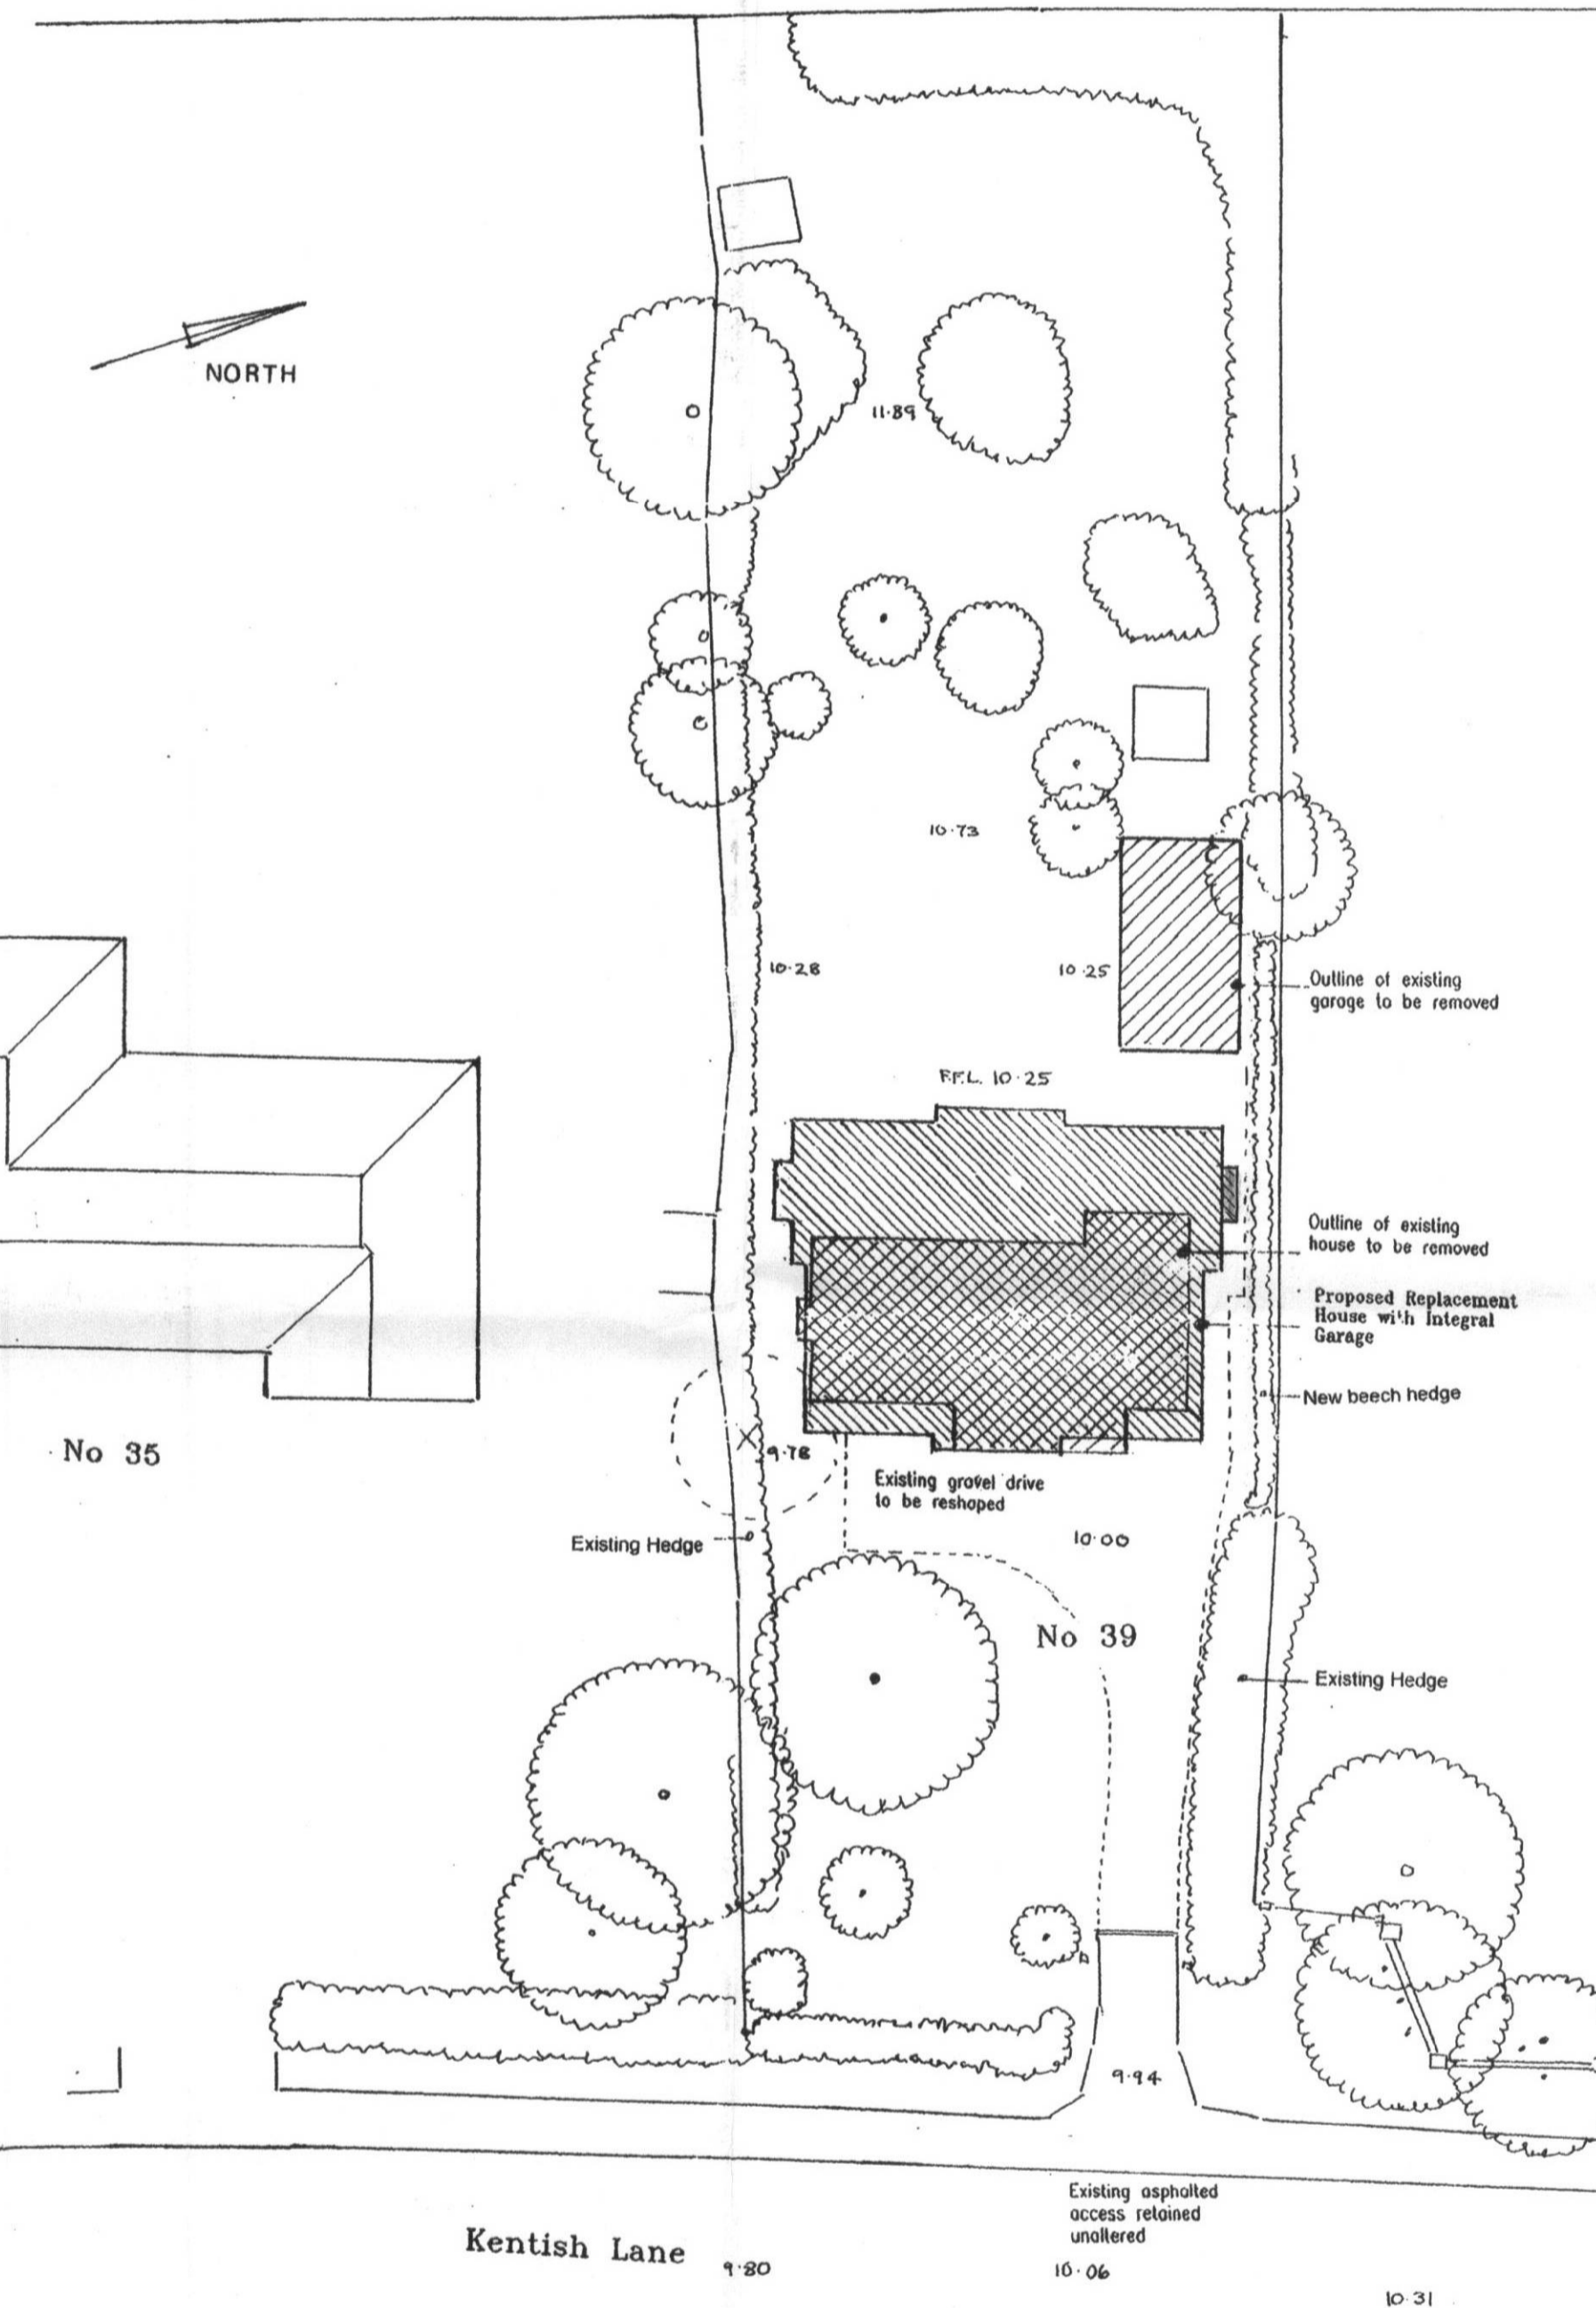 NORTH
11.89
10.73
10.28
10.25
Outline of existing
garage to be removed
F.F.L. 10.25
Outline of existing
house to be removed
Proposed Replacement
House with Integral
Garage
New beech hedge
No 35
9.78
Existing gravel drive
to be reshaped
Existing Hedge
10.00
No 39
Existing Hedge
9.94
Existing asphalted
access retained
unaltered
Kentish Lane
9.80
10.06
10.31